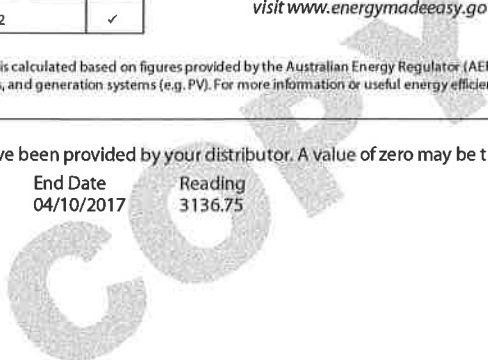 visit www.energymadeeasy.go
2 ✓
is calculated based on figures provided by the Australian Energy Regulator (AER
, and generation systems (e.g. PV). For more information or useful energy efficien
ve been provided by your distributor. A value of zero may be t
End Date Reading
04/10/2017 3136.75
COPY